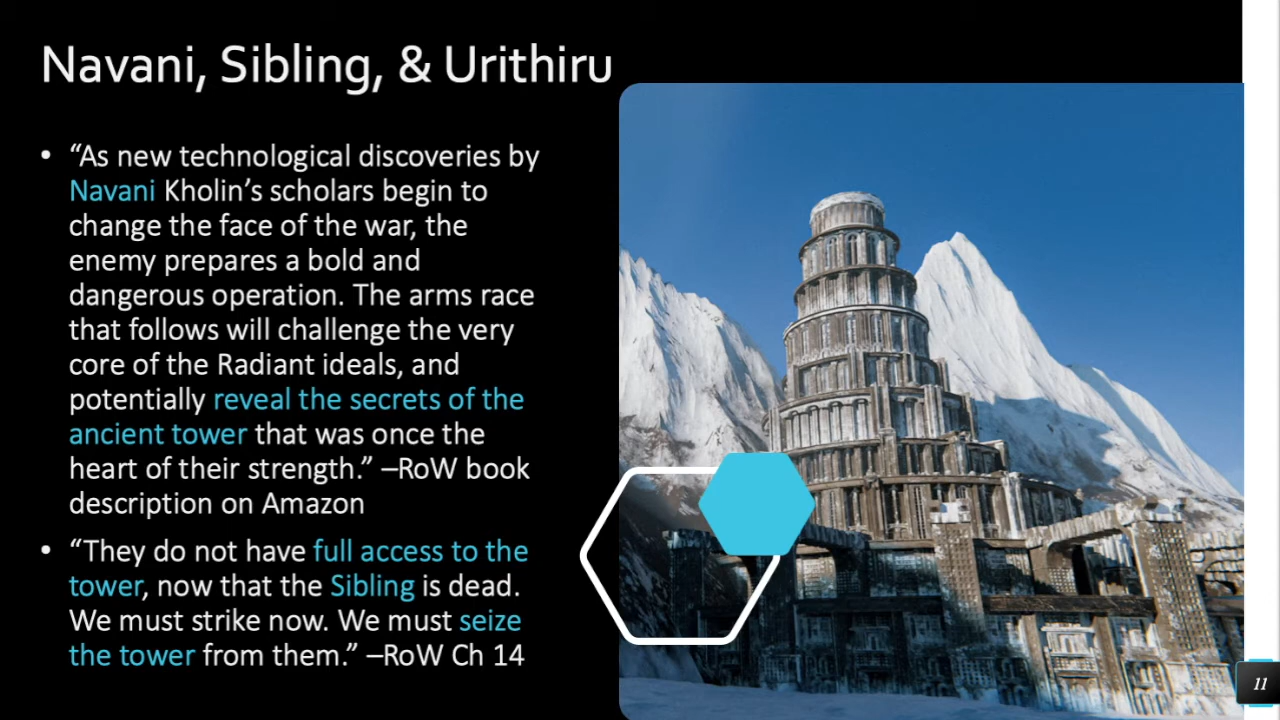 Navani, Sibling, & Urithiru
• “As new technological discoveries by
Navani Kholin’s scholars begin to
change the face of the war, the
enemy prepares a bold and
dangerous operation. The arms race
that follows will challenge the very
core of the Radiant ideals, and
potentially reveal the secrets of the
ancient tower that was once the
heart of their strength.” –RoW book
description on Amazon
• “They do not have full access to the
tower, now that the Sibling is dead.
We must strike now. We must seize
the tower from them.” –RoW Ch 14
11